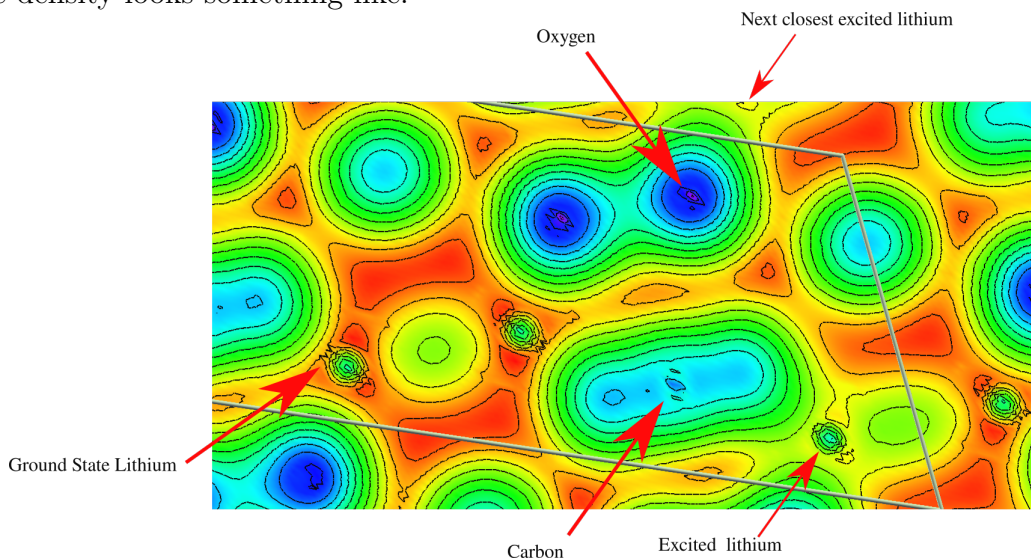 density looks something like:
Next closest excited lithium
Oxygen
Ground State Lithium
Excited lithium
Carbon